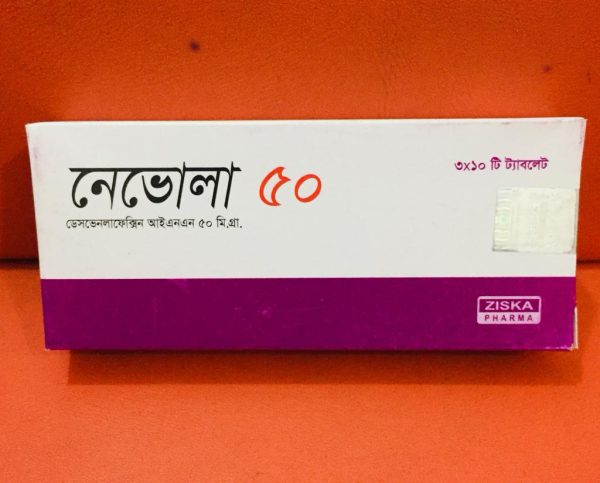 নেভোলা ৫০
৩x১০ টি ট্যাবলেট
ডেসভেনলাফেক্সিন আইএনএন ৫০ মি.গ্রা.
ZISKA
PHARMA